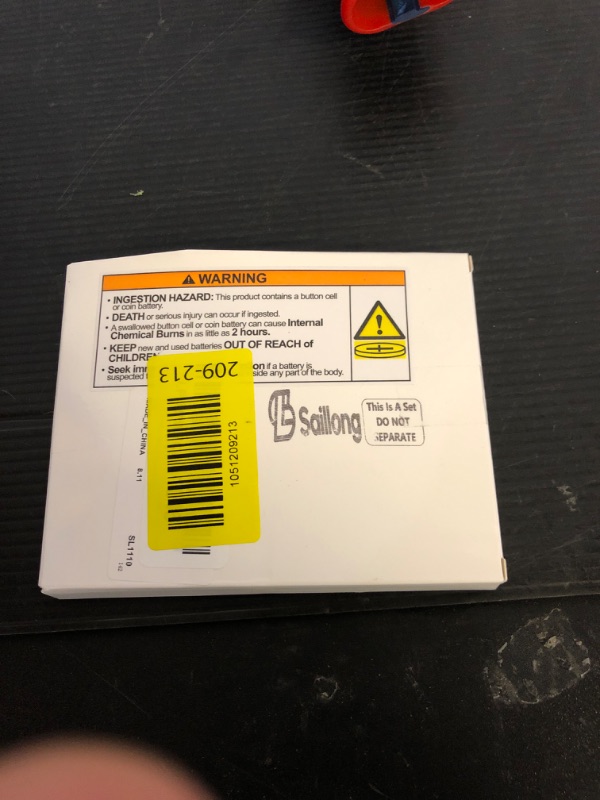 WARNING
• INGESTION HAZARD: This product contains a button cell
or coin battery.
• DEATH or serious injury can occur if ingested.
• A swallowed button cell or coin battery can cause Internal
Chemical Burns in as little as 2 hours.
• KEEP new and used batteries OUT OF REACH of
CHILDREN
• Seek on if a battery is
suspected side any part of the body.
209-213
1051209213
IN_CHINA 8.11
SL1110
Saillong
This Is A Set
DO NOT
SEPARATE